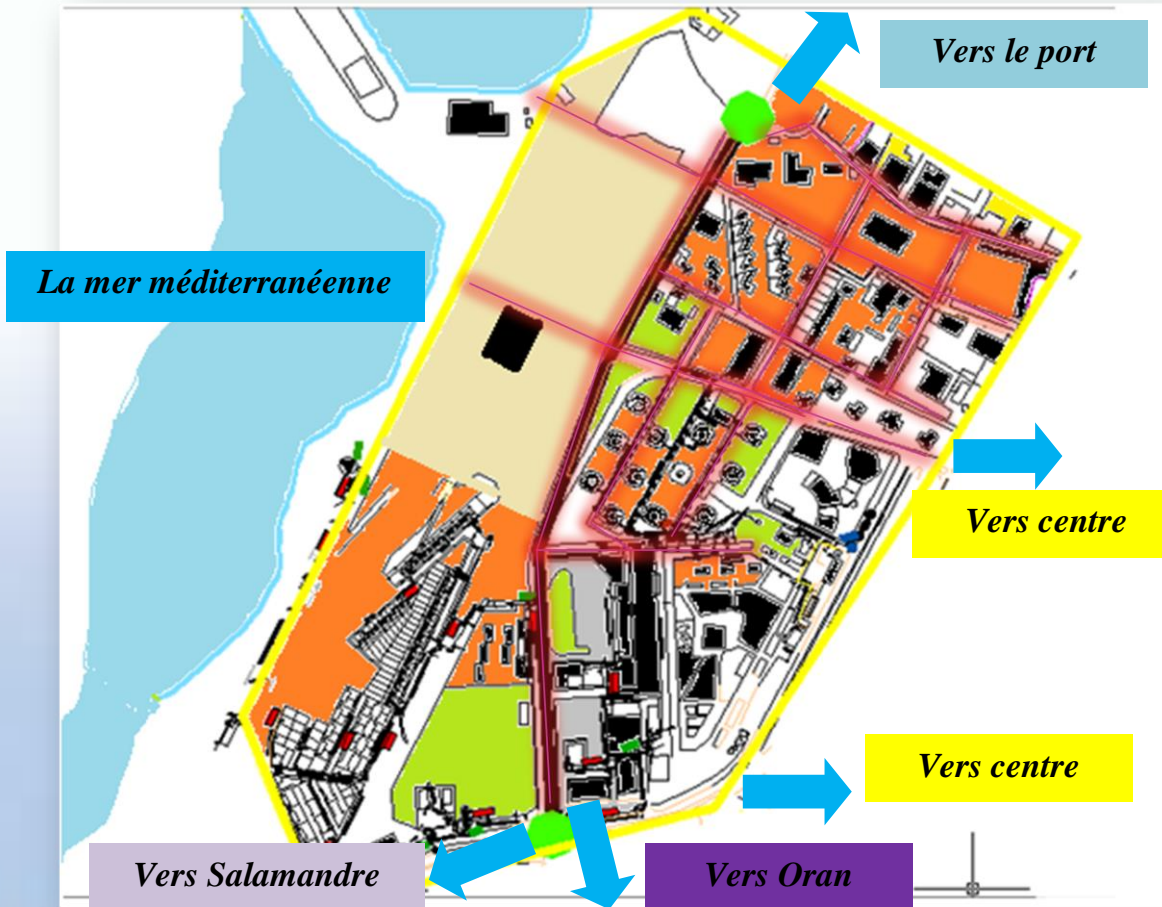 Vers le port
La mer méditerranéenne
Vers centre
Vers centre
Vers Salamandre
Vers Oran